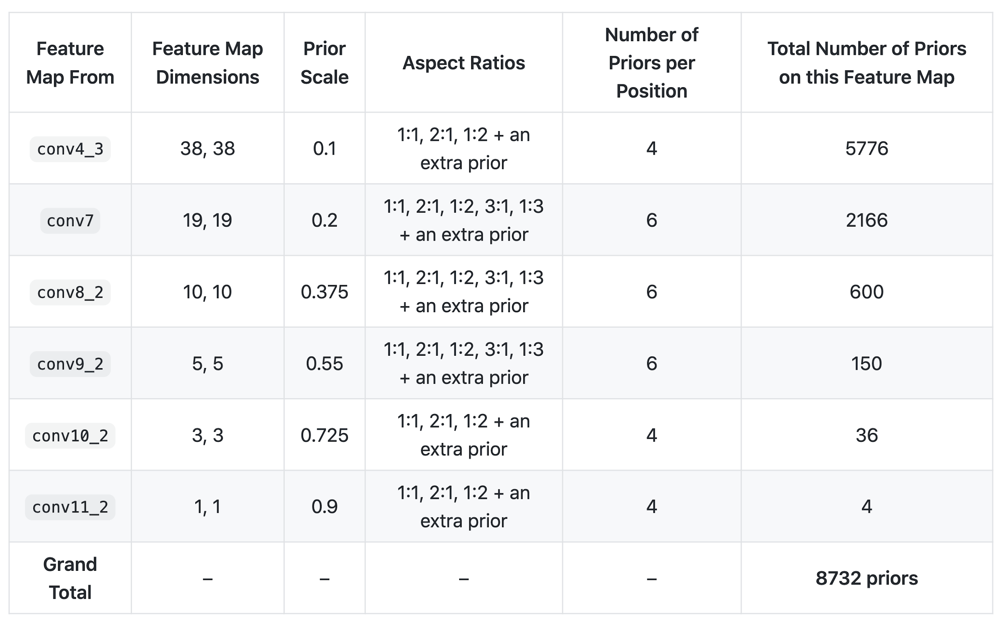 Feature
Map From
Feature Map
Dimensions
Prior
Scale
Aspect Ratios
Number of
Priors per
Position
Total Number of Priors
on this Feature Map
conv4_3
38, 38
0.1
1:1, 2:1, 1:2 + an
extra prior
4
5776
conv7
19, 19
0.2
1:1, 2:1, 1:2, 3:1, 1:3
+ an extra prior
6
2166
conv8_2
10, 10
0.375
1:1, 2:1, 1:2, 3:1, 1:3
+ an extra prior
6
600
conv9_2
5, 5
0.55
1:1, 2:1, 1:2, 3:1, 1:3
+ an extra prior
6
150
conv10_2
3, 3
0.725
1:1, 2:1, 1:2 + an
extra prior
4
36
conv11_2
1, 1
0.9
1:1, 2:1, 1:2 + an
extra prior
4
4
Grand
Total
–
–
–
–
8732 priors